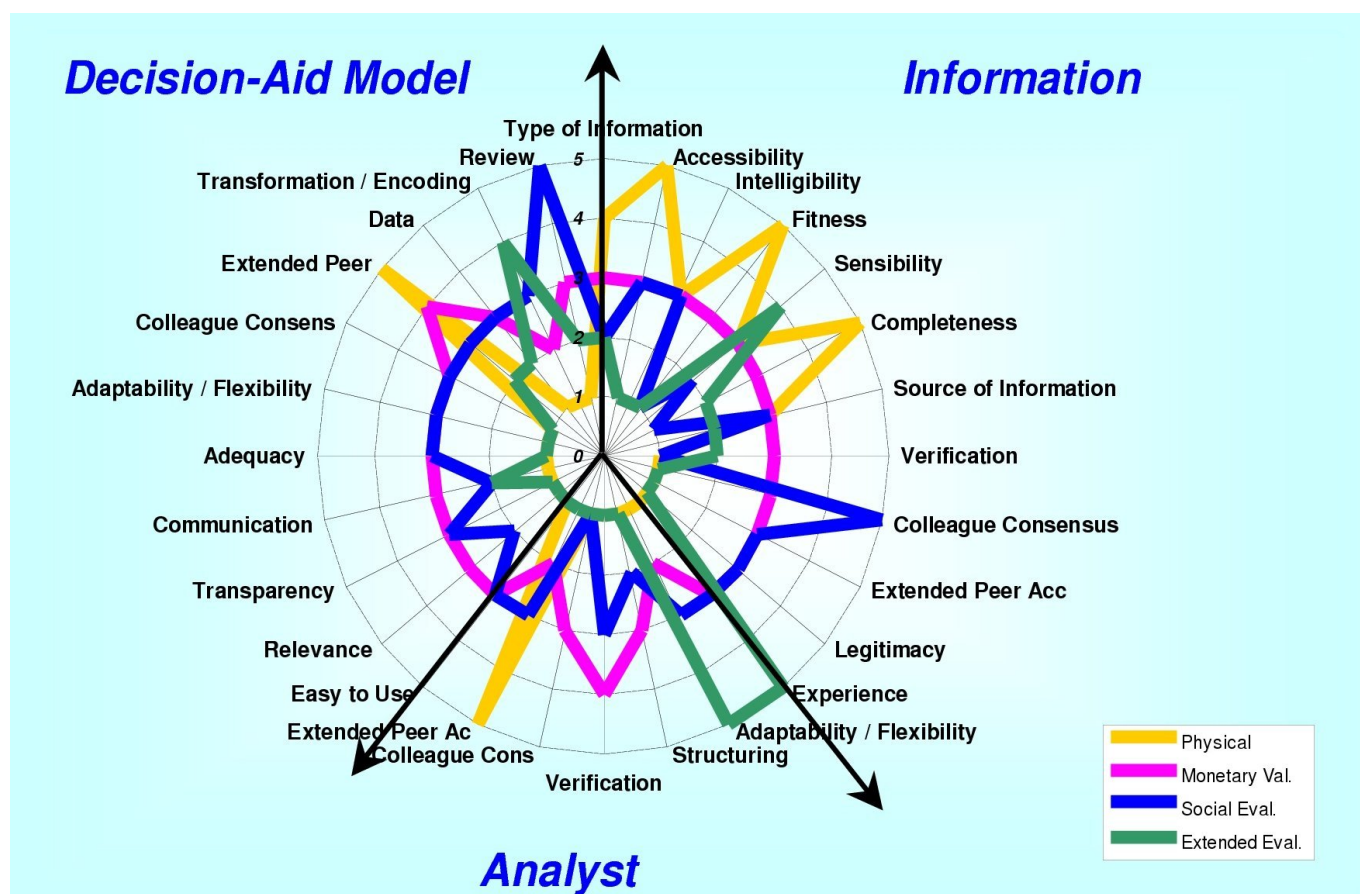 Decision-Aid Model
Information
Type of Information
Review
5
Accessibility
Transformation / Encoding
Intelligibility
Data
4
Fitness
Extended Peer
3
Sensibility
Colleague Consens
2
Completeness
Adaptability / Flexibility
1
Source of Information
Adequacy
0
Verification
Communication
Colleague Consensus
Transparency
Extended Peer Acc
Relevance
Legitimacy
Easy to Use
Experience
Extended Peer Ac
Adaptability / Flexibility
Colleague Cons
Structuring
Verification
Physical
Monetary Val.
Social Eval.
Extended Eval.
Analyst